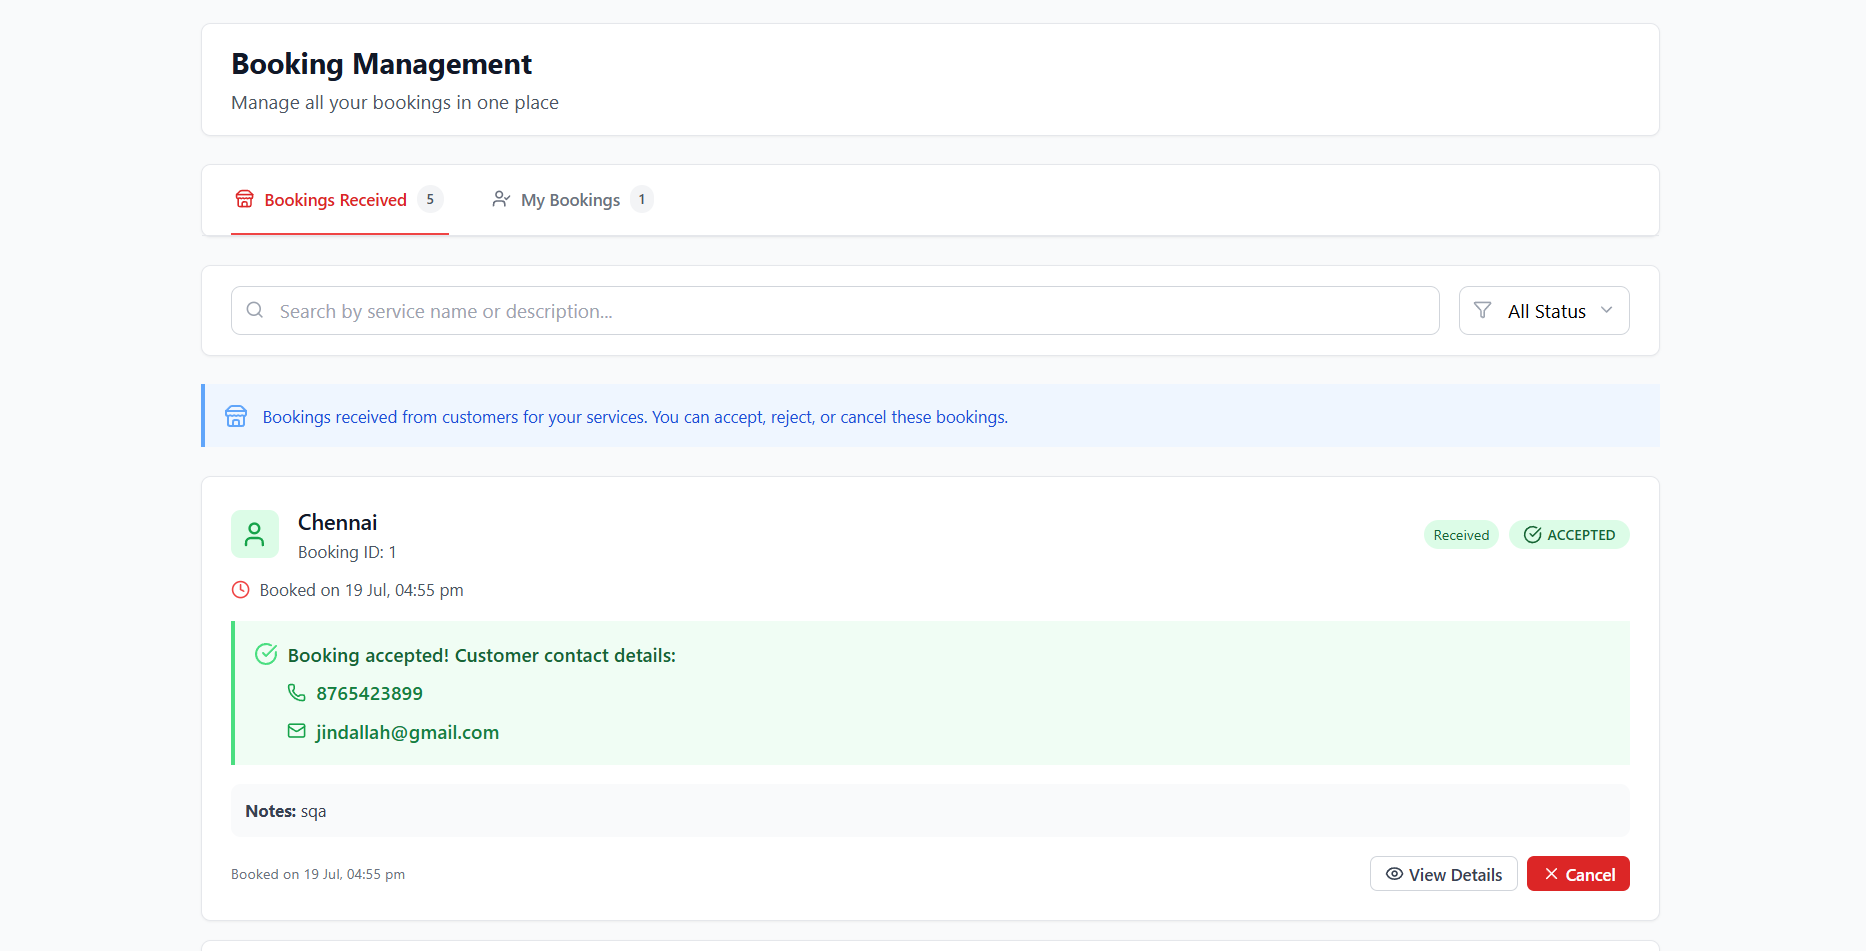 Booking Management
Manage all your bookings in one place
Bookings Received 5 My Bookings 1
Search by service name or description... All Status
Bookings received from customers for your services. You can accept, reject, or cancel these bookings.
Chennai
Booking ID: 1
Received ACCEPTED
Booked on 19 Jul, 04:55 pm
Booking accepted! Customer contact details:
8765423899
jindallah@gmail.com
Notes: sqa
Booked on 19 Jul, 04:55 pm View Details Cancel